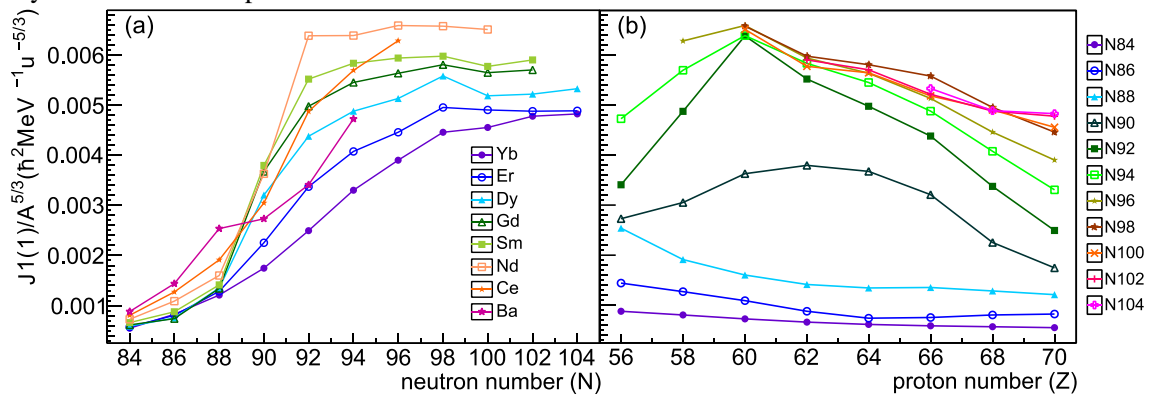 (a)
(b)
J1(1)/A^5/3(ħ^2MeV^-1u^-5/3)
0.006
0.005
0.004
0.003
0.002
0.001
Yb
Er
Dy
Gd
Sm
Nd
Ce
Ba
84 86 88 90 92 94 96 98 100 102 104
neutron number (N)
56 58 60 62 64 66 68 70
proton number (Z)
N84
N86
N88
N90
N92
N94
N96
N98
N100
N102
N104